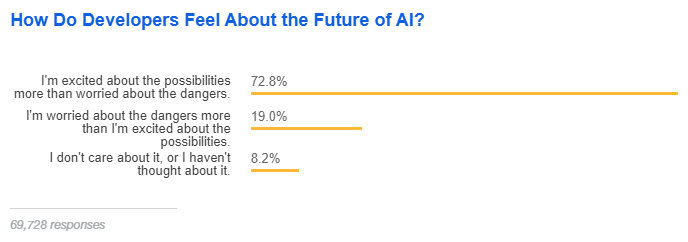 How Do Developers Feel About the Future of AI?
I'm excited about the possibilities
more than worried about the dangers.
72.8%
I'm worried about the dangers more
than I'm excited about the
possibilities.
19.0%
I don't care about it, or I haven't
thought about it.
8.2%
69,728 responses